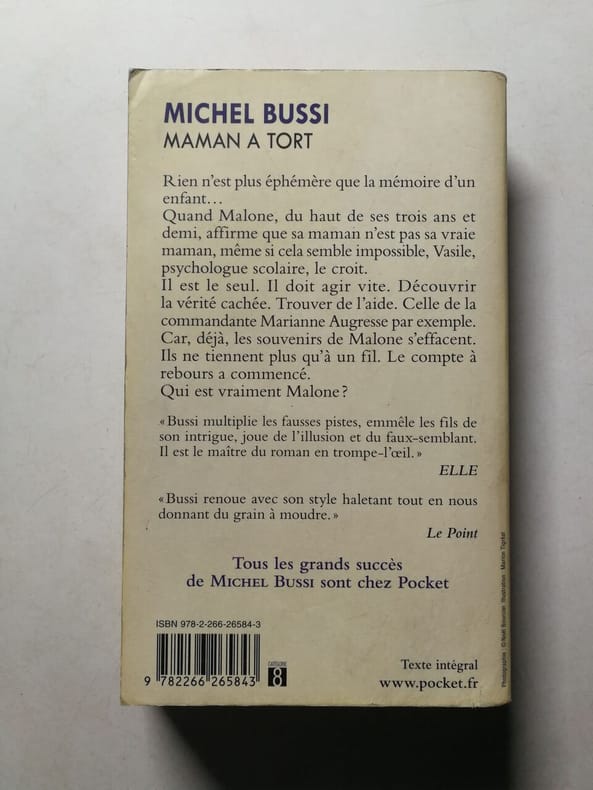 MICHEL BUSSI
MAMAN A TORT
Rien n'est plus éphémère que la mémoire d'un
enfant...
Quand Malone, du haut de ses trois ans et
demi, affirme que sa maman n'est pas sa vraie
maman, même si cela semble impossible, Vasile,
psychologue scolaire, le croit.
Il est le seul. Il doit agir vite. Découvrir
la vérité cachée. Trouver de l'aide. Celle de la
commandante Marianne Augresse par exemple.
Car, déjà, les souvenirs de Malone s'effacent.
Ils ne tiennent plus qu'à un fil. Le compte à
rebours a commencé.
Qui est vraiment Malone ?
« Bussi multiplie les fausses pistes, emmêle les fils de
son intrigue, joue de l'illusion et du faux-semblant.
Il est le maître du roman en trompe-l'œil. »
ELLE
« Bussi renoue avec son style haletant tout en nous
donnant du grain à moudre. »
Le Point
Tous les grands succès
de MICHEL BUSSI sont chez Pocket
ISBN 978-2-266-26584-3
9 782266 265843
CATÉGORIE
8
Texte intégral
www.pocket.fr
Photographie : © Illustration : Marion Tigréat